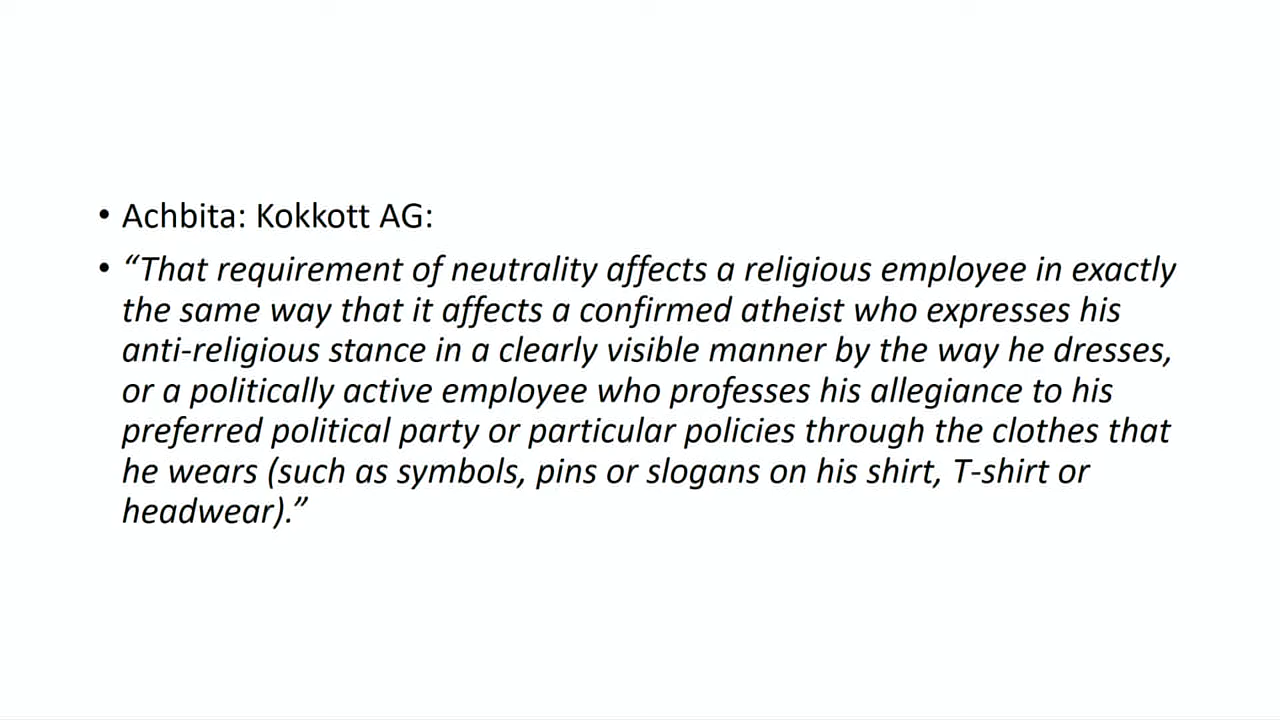 • Achbita: Kokkott AG:
• “That requirement of neutrality affects a religious employee in exactly
the same way that it affects a confirmed atheist who expresses his
anti-religious stance in a clearly visible manner by the way he dresses,
or a politically active employee who professes his allegiance to his
preferred political party or particular policies through the clothes that
he wears (such as symbols, pins or slogans on his shirt, T-shirt or
headwear).”